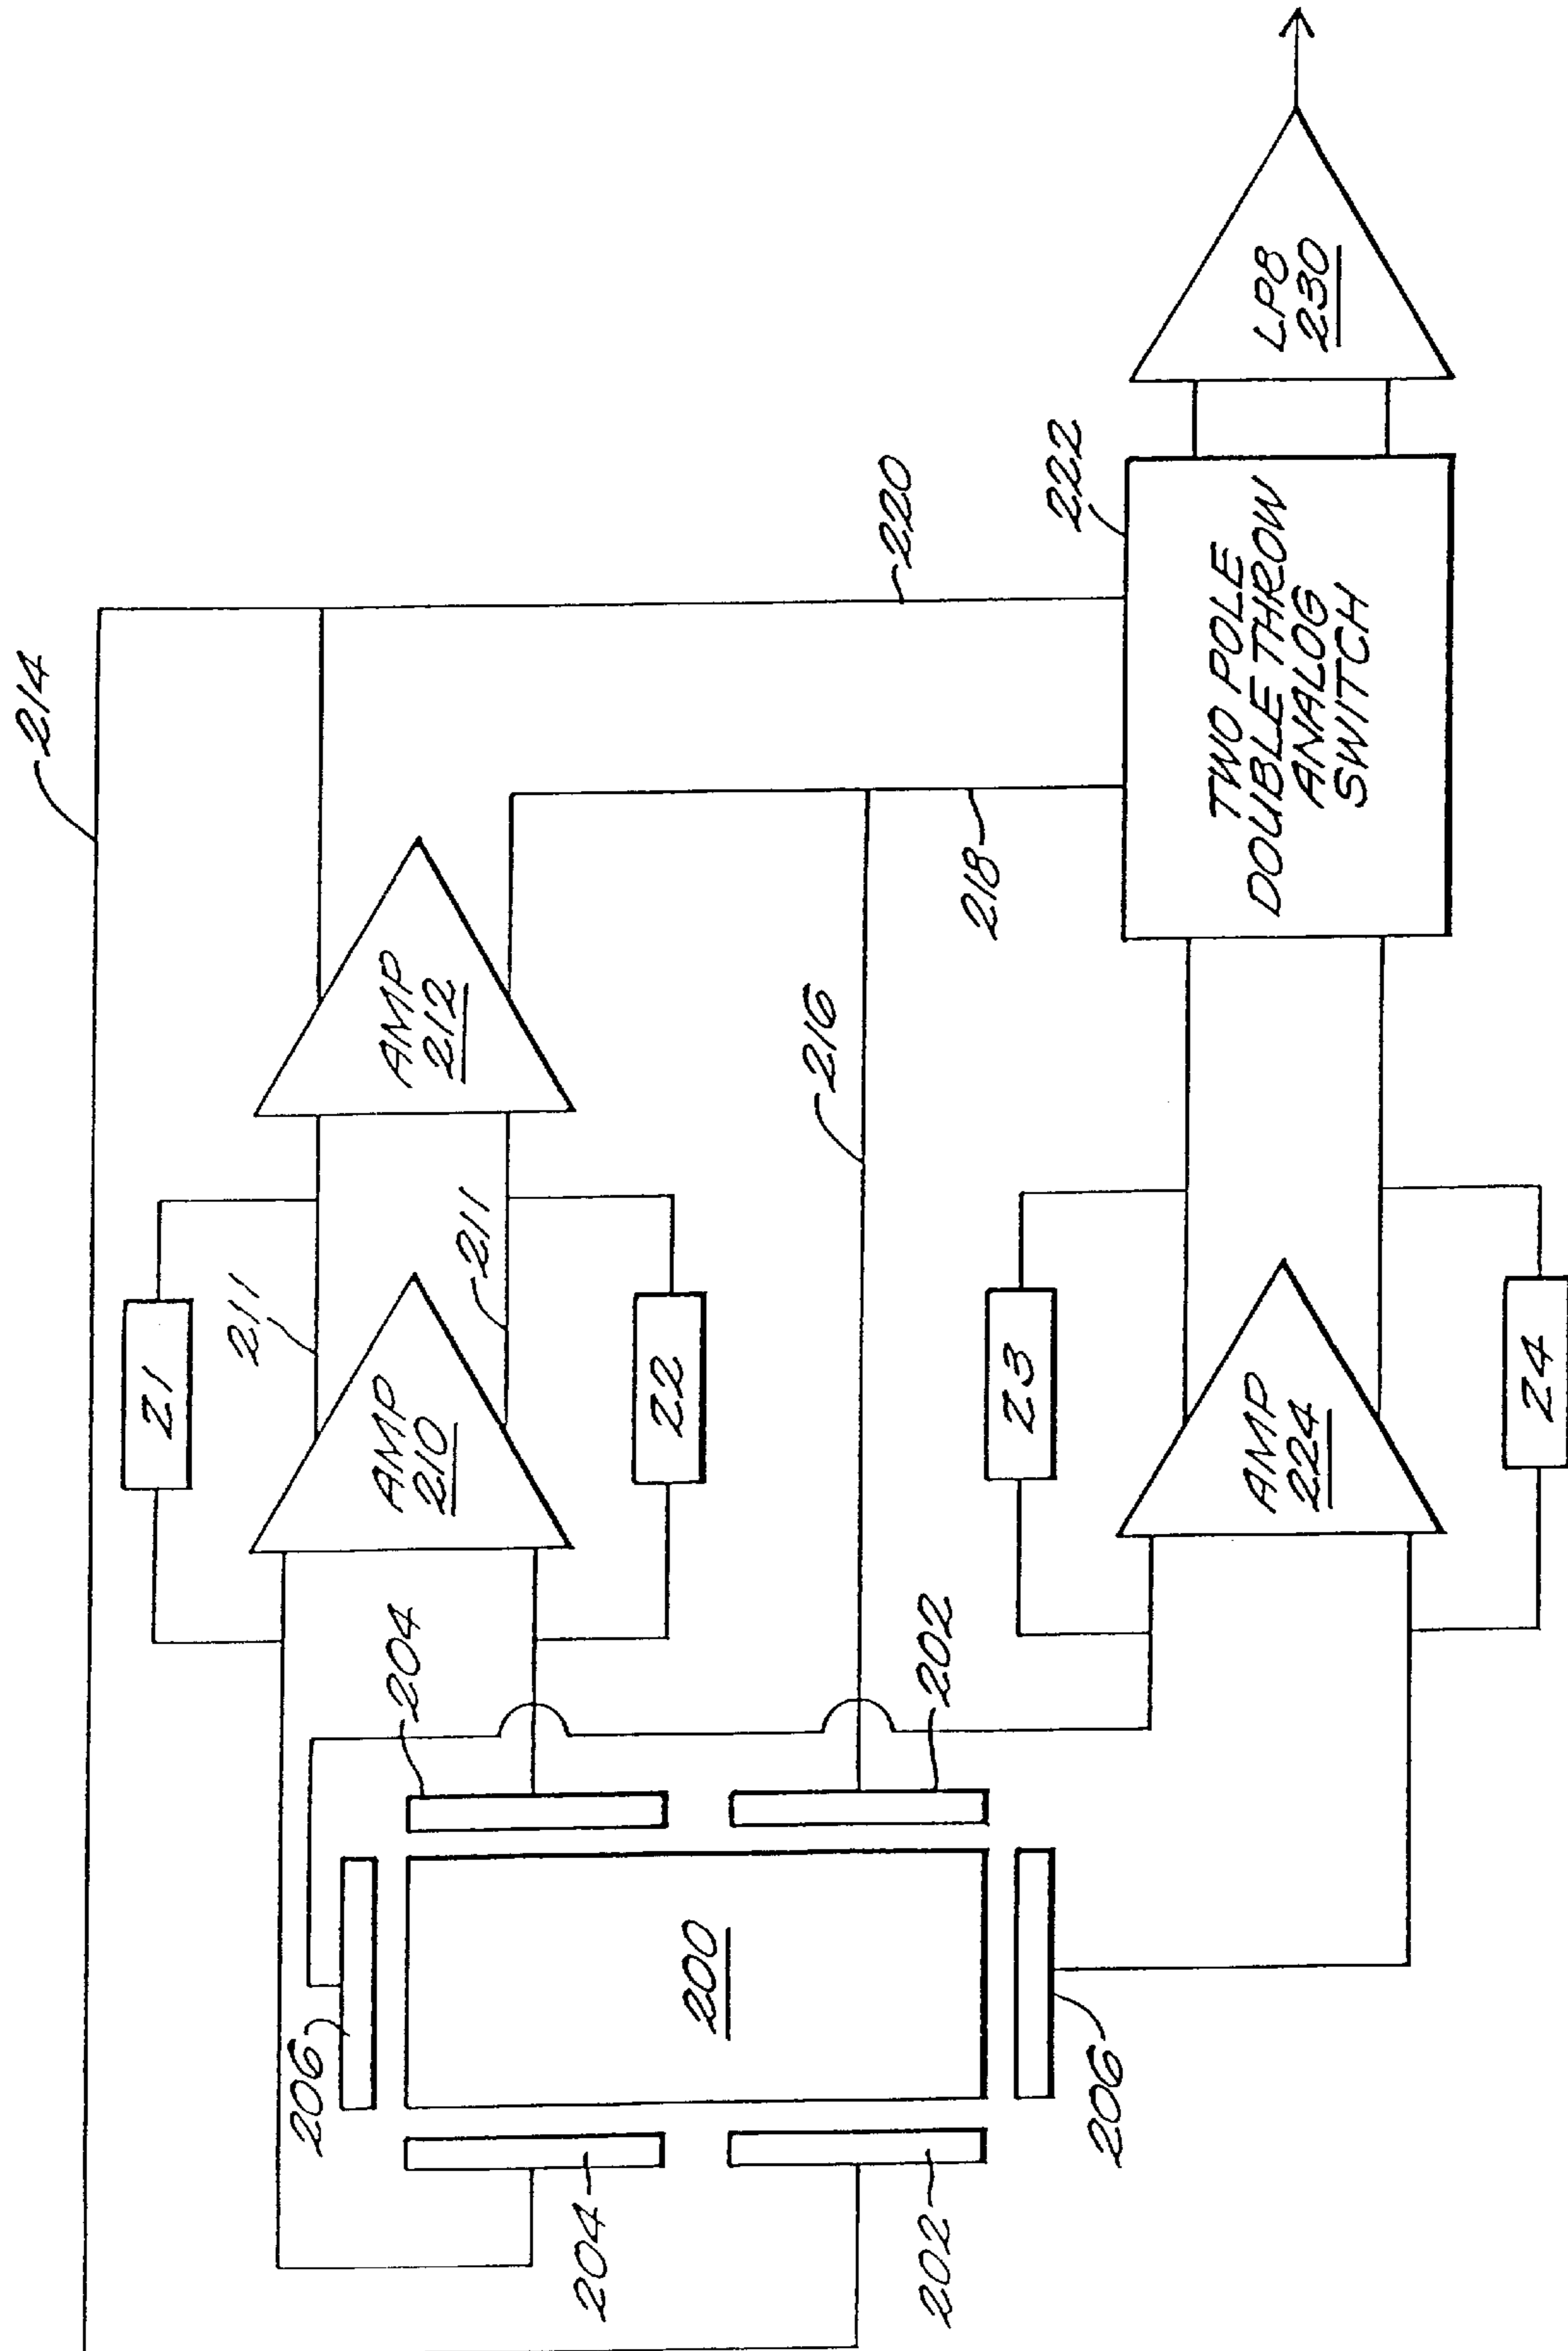 214
Z1
211
206
AMP
210
AMP
212
204
211
204
Z2
200
216
220
202
202
218
Z3
222
206
AMP
224
TWO POLE
DOUBLE THROW
ANALOG
SWITCH
LP8
230
Z4